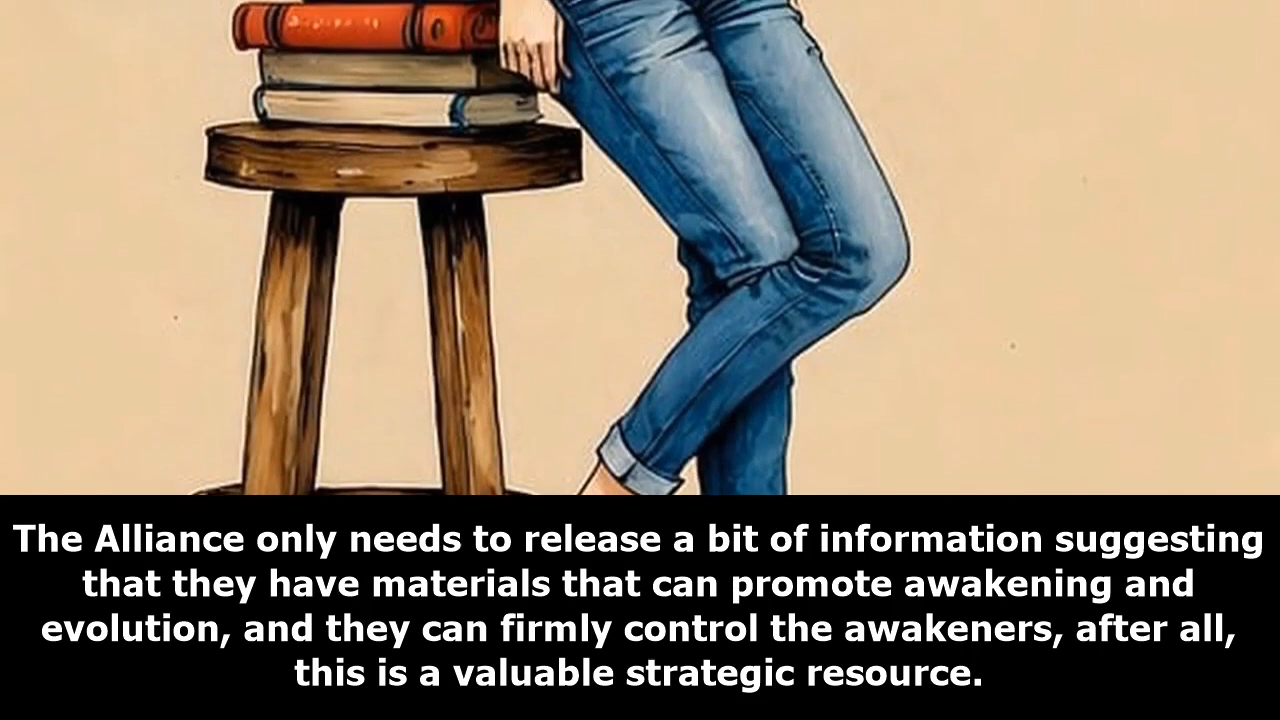 The Alliance only needs to release a bit of information suggesting
that they have materials that can promote awakening and
evolution, and they can firmly control the awakeners, after all,
this is a valuable strategic resource.